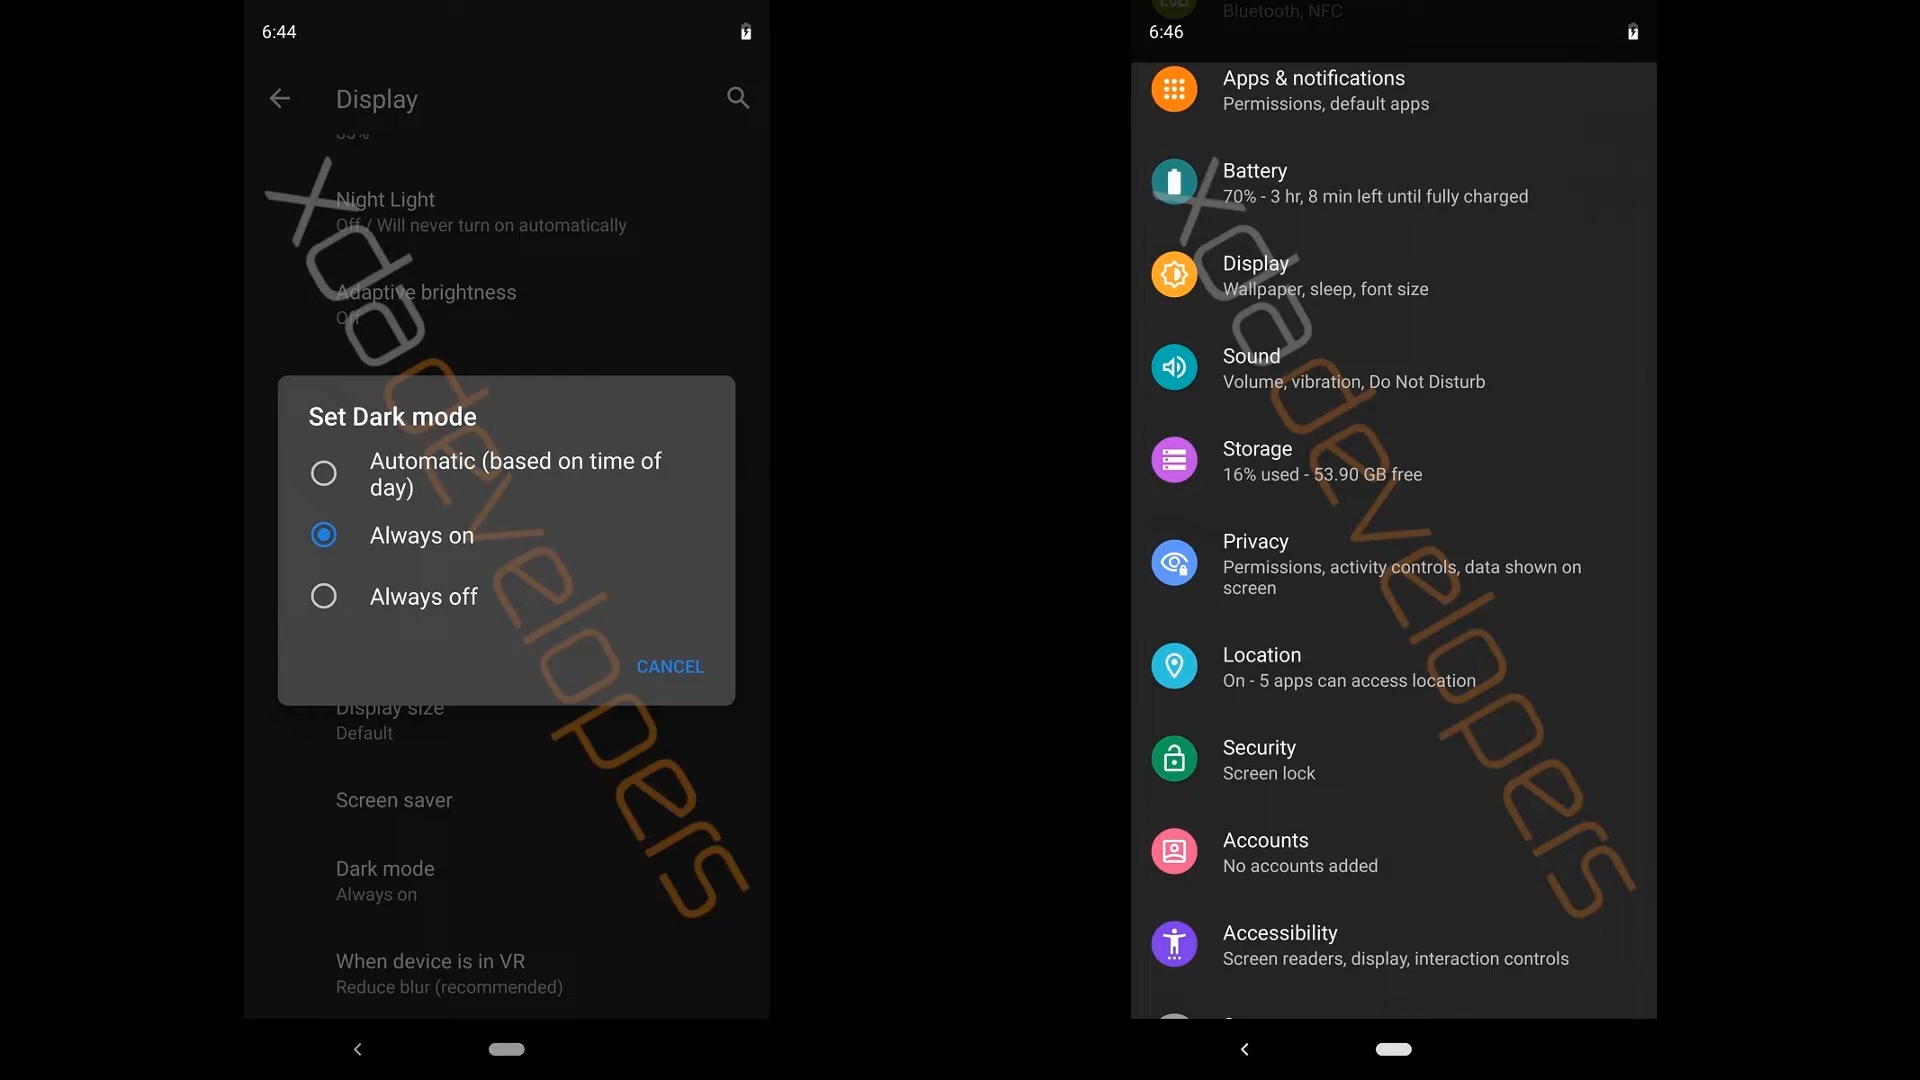 6:44
Display
Night Light
Off / Will never turn on automatically
Adaptive brightness
Off
Set Dark mode
Automatic (based on time of
day)
Always on
Always off
CANCEL
Display size
Default
Screen saver
Dark mode
Always on
When device is in VR
Reduce blur (recommended)
xdadevelopers
Bluetooth, NFC
6:46
Apps & notifications
Permissions, default apps
Battery
70% - 3 hr, 8 min left until fully charged
Display
Wallpaper, sleep, font size
Sound
Volume, vibration, Do Not Disturb
Storage
16% used - 53.90 GB free
Privacy
Permissions, activity controls, data shown on
screen
Location
On - 5 apps can access location
Security
Screen lock
Accounts
No accounts added
Accessibility
Screen readers, display, interaction controls
xdadevelopers